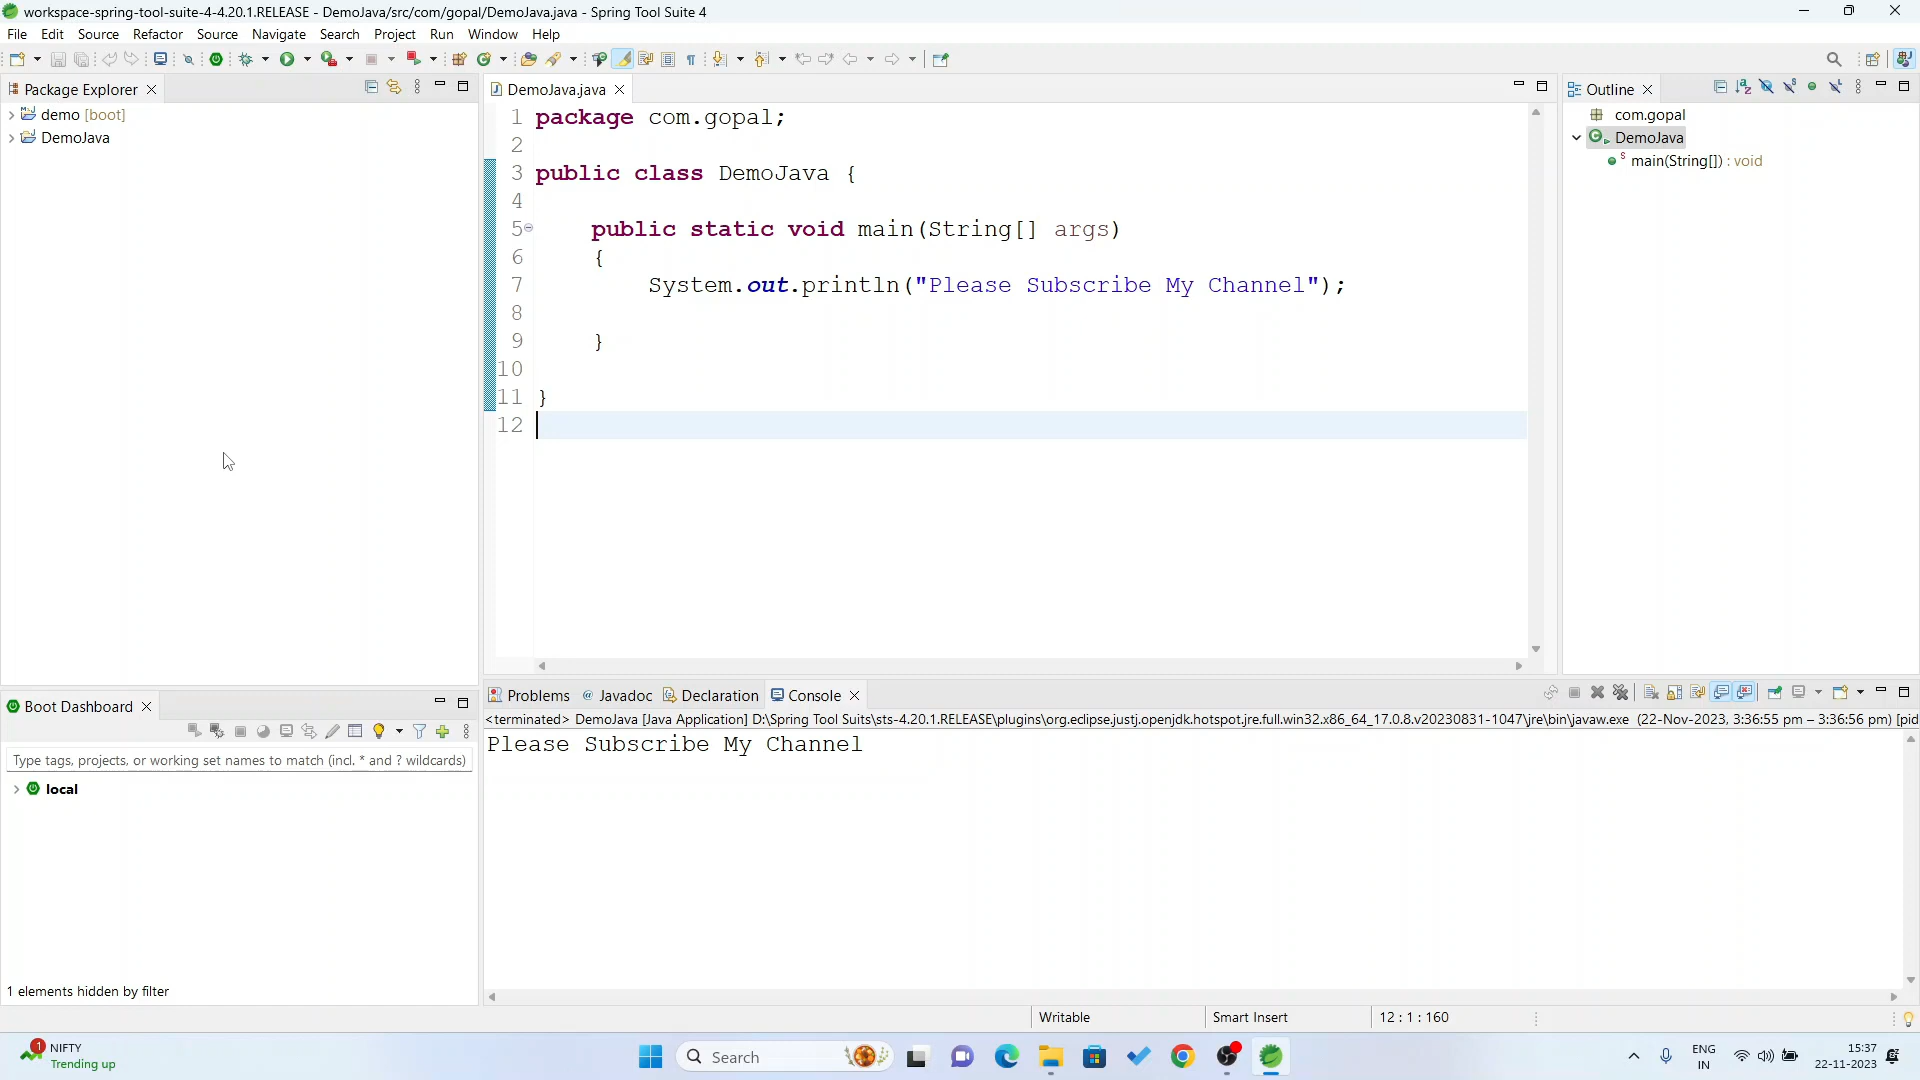 workspace-spring-tool-suite-4-4.20.1.RELEASE - DemoJava/src/com/gopal/DemoJava.java - Spring Tool Suite 4
File Edit Source Refactor Source Navigate Search Project Run Window Help
Package Explorer
demo [boot]
DemoJava
DemoJava.java
1 package com.gopal;
2
3 public class DemoJava {
4
5 public static void main(String[] args)
6 {
7 System.out.println("Please Subscribe My Channel");
8
9 }
10
11 }
12
Outline
com.gopal
DemoJava
main(String[]) : void
Boot Dashboard
Type tags, projects, or working set names to match (incl. * and ? wildcards)
local
1 elements hidden by filter
Problems @ Javadoc Declaration Console
<terminated> DemoJava [Java Application] D:\Spring Tool Suits\sts-4.20.1.RELEASE\plugins\org.eclipse.justj.openjdk.hotspot.jre.full.win32.x86_64_17.0.8.v20230831-1047\jre\bin\javaw.exe (22-Nov-2023, 3:36:55 pm – 3:36:56 pm) [pid
Please Subscribe My Channel
Writable Smart Insert 12 : 1 : 160
1
NIFTY
Trending up
Search
ENG
IN
15:37
22-11-2023